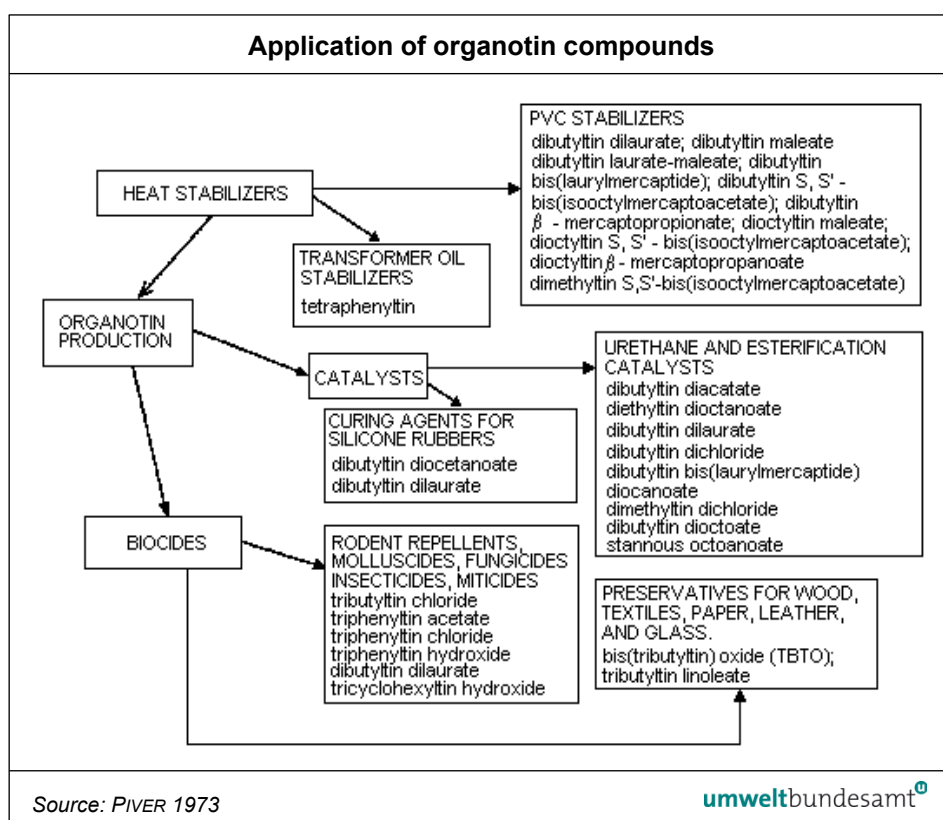 Application of organotin compounds
HEAT STABILIZERS
PVC STABILIZERS
dibutyltin dilaurate; dibutyltin maleate
dibutyltin laurate-maleate; dibutyltin
bis(laurylmercaptide); dibutyltin S, S' -
bis(isooctylmercaptoacetate); dibutyltin
β - mercaptopropionate; dioctyltin maleate;
dioctyltin S, S' - bis(isooctylmercaptoacetate);
dioctyltinβ- mercaptopropanoate
dimethyltin S,S'-bis(isooctylmercaptoacetate)
TRANSFORMER OIL
STABILIZERS
tetraphenyltin
ORGANOTIN
PRODUCTION
CATALYSTS
URETHANE AND ESTERIFICATION
CATALYSTS
dibutyltin diacatate
diethyltin dioctanoate
dibutyltin dilaurate
dibutyltin dichloride
dibutyltin bis(laurylmercaptide)
diocanoate
dimethyltin dichloride
dibutyltin dioctoate
stannous octoanoate
CURING AGENTS FOR
SILICONE RUBBERS
dibutyltin diocetanoate
dibutyltin dilaurate
BIOCIDES
RODENT REPELLENTS,
MOLLUSCIDES, FUNGICIDES
INSECTICIDES, MITICIDES
tributyltin chloride
triphenyltin acetate
triphenyltin chloride
triphenyltin hydroxide
dibutyltin dilaurate
tricyclohexyltin hydroxide
PRESERVATIVES FOR WOOD,
TEXTILES, PAPER, LEATHER,
AND GLASS.
bis(tributyltin) oxide (TBTO);
tributyltin linoleate
Source: PIVER 1973
umweltbundesamt